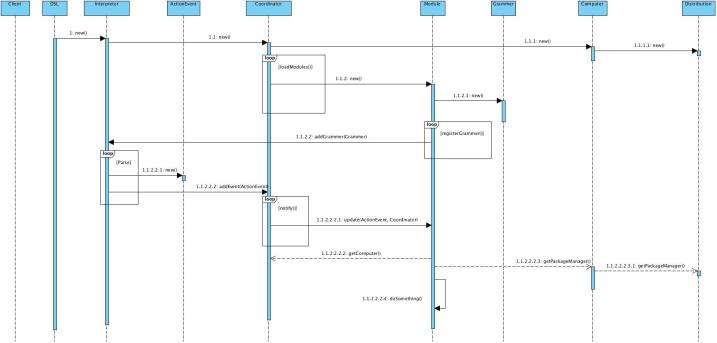 Client DSL Interpreter ActionEvent Coordinator Module Grammer Computer Distribution
1: new()
1.1: new()
1.1.1: new()
1.1.1.1: new()
loop
[loadModules()]
1.1.2: new()
1.1.2.1: new()
loop
[registerGrammer()]
1.1.2.2: addGrammer(Grammer)
loop
[Parse]
1.1.2.2.1: new()
1.1.2.2.2: addEvent(ActionEvent)
loop
[notify()]
1.1.2.2.2.1: update(ActionEvent, Coordinator)
1.1.2.2.2.2: getComputer()
1.1.2.2.2.3: getPackageManager()
1.1.2.2.2.3.1: getPackageManager()
1.1.2.2.2.4: doSomething()